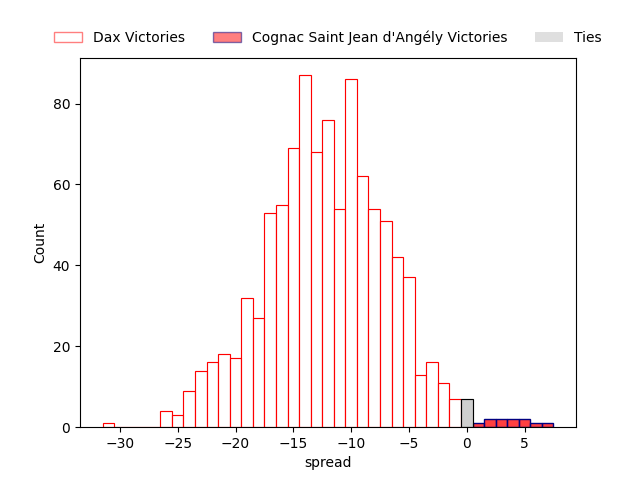 Dax Victories Cognac Saint Jean d'Angély Victories Ties
80
60
40
20
0
Count
−30 −25 −20 −15 −10 −5 0 5
spread